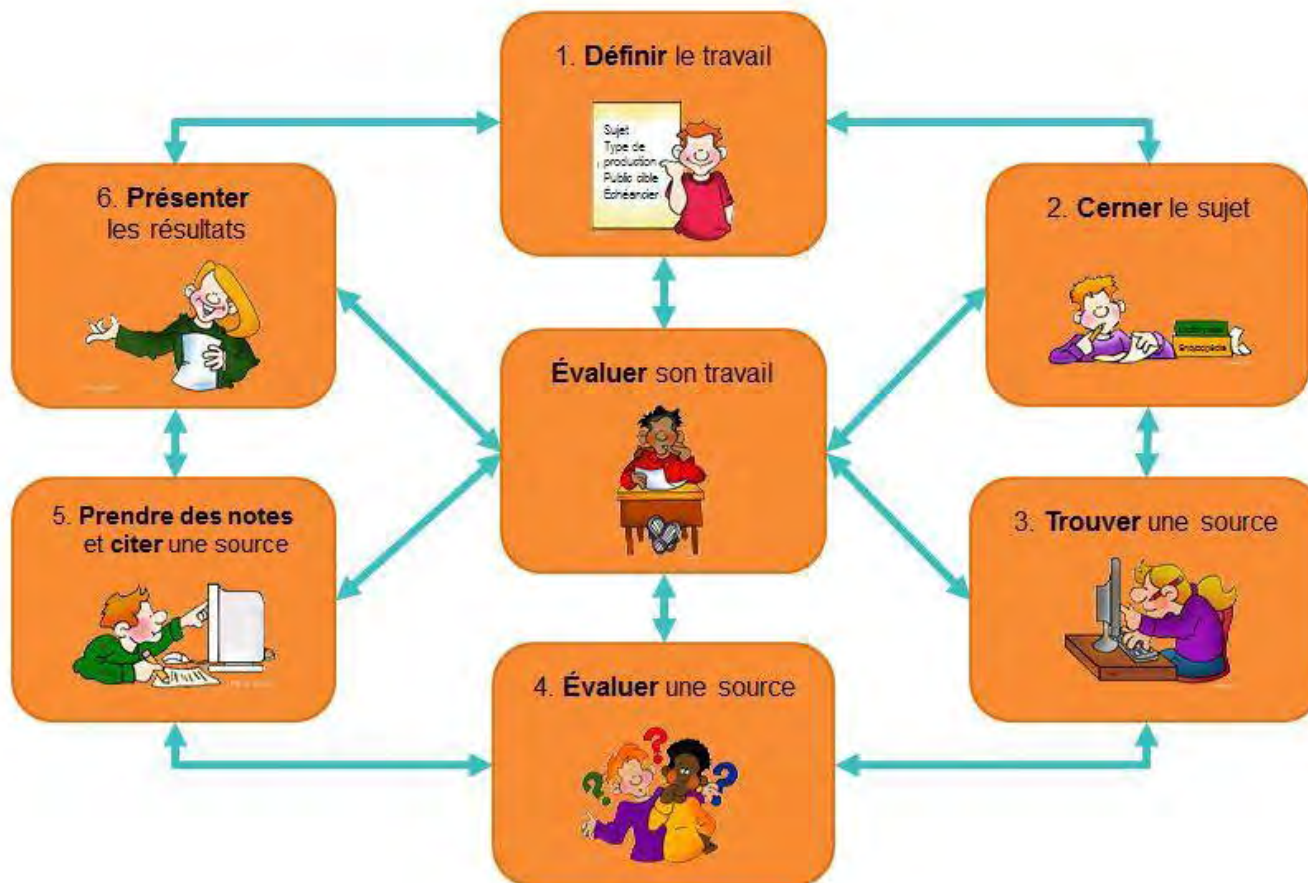 1. Définir le travail
Sujet
Type de
production
Public cible
Échéancier
2. Cerner le sujet
Encyclopédie
3. Trouver une source
4. Évaluer une source
5. Prendre des notes
et citer une source
6. Présenter
les résultats
Évaluer son travail